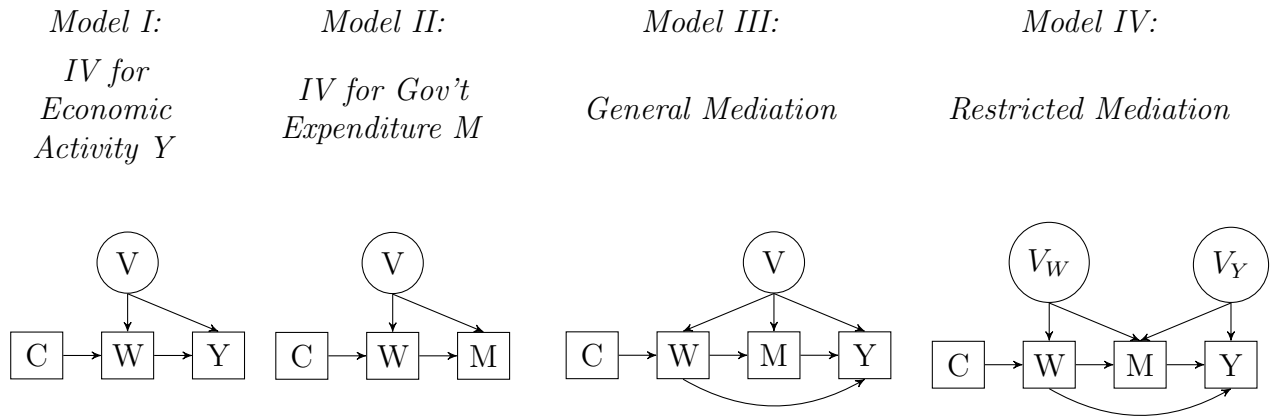 Model I:
IV for
Economic
Activity Y
Model II:
IV for Gov't
Expenditure M
Model III:
General Mediation
Model IV:
Restricted Mediation
V
C W Y
V
C W M
V
C W M Y
V_W V_Y
C W M Y